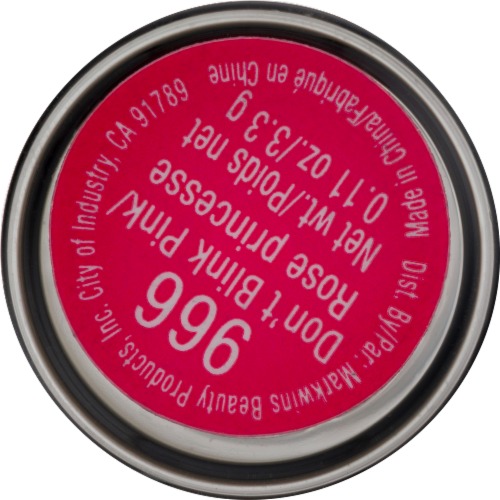 966
Don't Blink Pink/
Rose princesse
Net wt./Poids net
0.11 oz./3.3 g
Dist. By/Par: Markwins Beauty Products, Inc. City of Industry, CA 91789
Made in China/Fabriqué en Chine